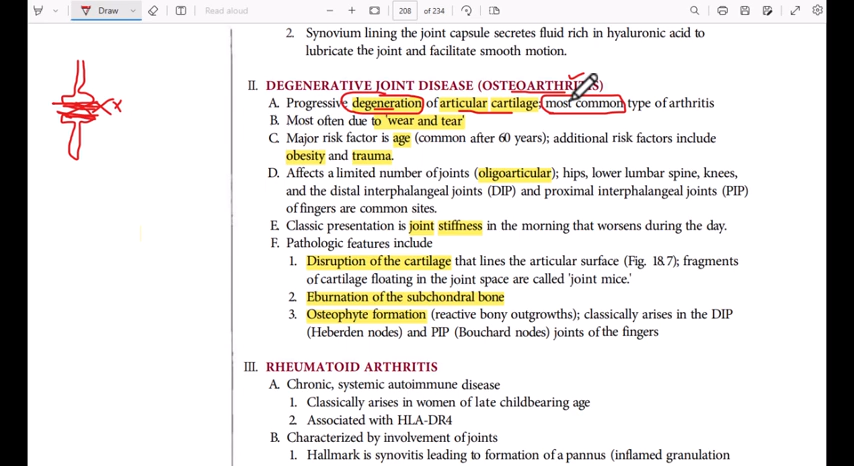 Draw
Read aloud
208
of 234
2. Synovium lining the joint capsule secretes fluid rich in hyaluronic acid to
lubricate the joint and facilitate smooth motion.
II. DEGENERATIVE JOINT DISEASE (OSTEOARTHRITIS)
A. Progressive degeneration of articular cartilage; most common type of arthritis
B. Most often due to 'wear and tear'
C. Major risk factor is age (common after 60 years); additional risk factors include
obesity and trauma.
D. Affects a limited number of joints (oligoarticular); hips, lower lumbar spine, knees,
and the distal interphalangeal joints (DIP) and proximal interphalangeal joints (PIP)
of fingers are common sites.
E. Classic presentation is joint stiffness in the morning that worsens during the day.
F. Pathologic features include
1. Disruption of the cartilage that lines the articular surface (Fig. 18.7); fragments
of cartilage floating in the joint space are called 'joint mice.'
2. Eburnation of the subchondral bone
3. Osteophyte formation (reactive bony outgrowths); classically arises in the DIP
(Heberden nodes) and PIP (Bouchard nodes) joints of the fingers
III. RHEUMATOID ARTHRITIS
A. Chronic, systemic autoimmune disease
1. Classically arises in women of late childbearing age
2. Associated with HLA-DR4
B. Characterized by involvement of joints
1. Hallmark is synovitis leading to formation of a pannus (inflamed granulation